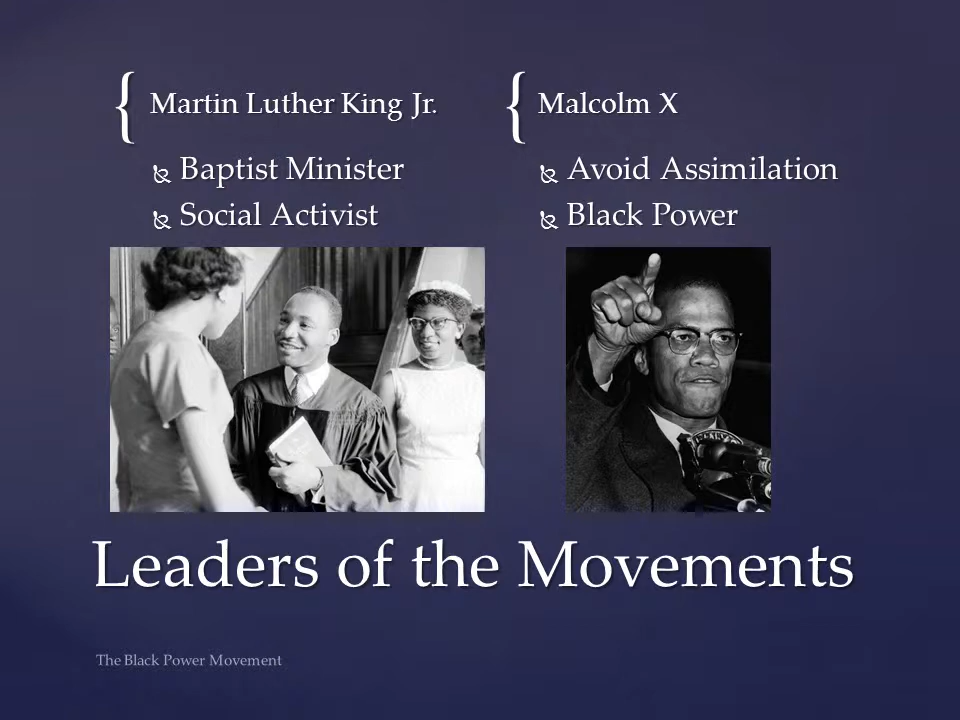 Martin Luther King Jr.
Baptist Minister
Social Activist
Malcolm X
Avoid Assimilation
Black Power
Leaders of the Movements
The Black Power Movement